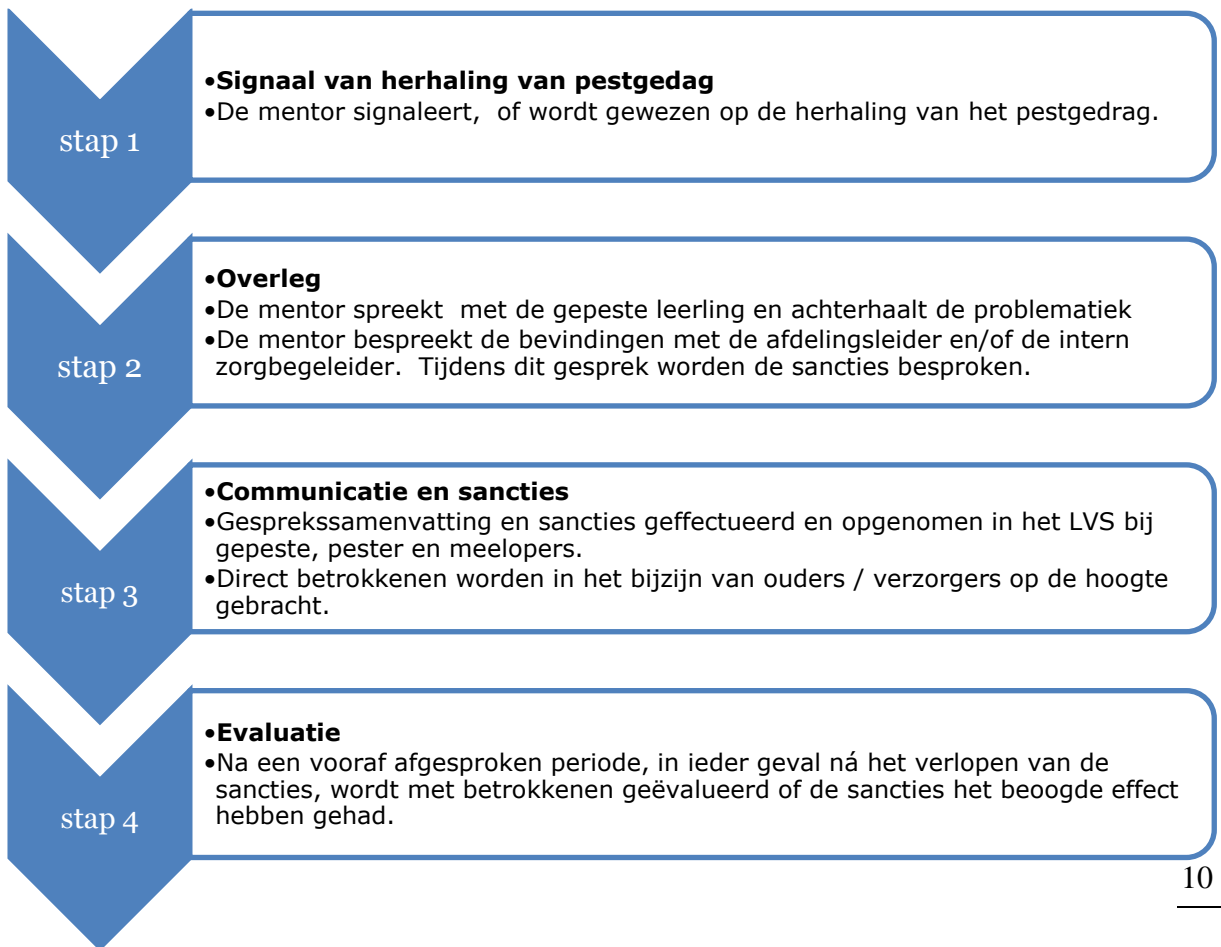 stap 1
•Signaal van herhaling van pestgedag
•De mentor signaleert,  of wordt gewezen op de herhaling van het pestgedrag.
stap 2
•Overleg
•De mentor spreekt  met de gepeste leerling en achterhaalt de problematiek
•De mentor bespreekt de bevindingen met de afdelingsleider en/of de intern
zorgbegeleider.  Tijdens dit gesprek worden de sancties besproken.
stap 3
•Communicatie en sancties
•Gesprekssamenvatting en sancties geffectueerd en opgenomen in het LVS bij
gepeste, pester en meelopers.
•Direct betrokkenen worden in het bijzijn van ouders / verzorgers op de hoogte
gebracht.
stap 4
•Evaluatie
•Na een vooraf afgesproken periode, in ieder geval ná het verlopen van de
sancties, wordt met betrokkenen geëvalueerd of de sancties het beoogde effect
hebben gehad.
10